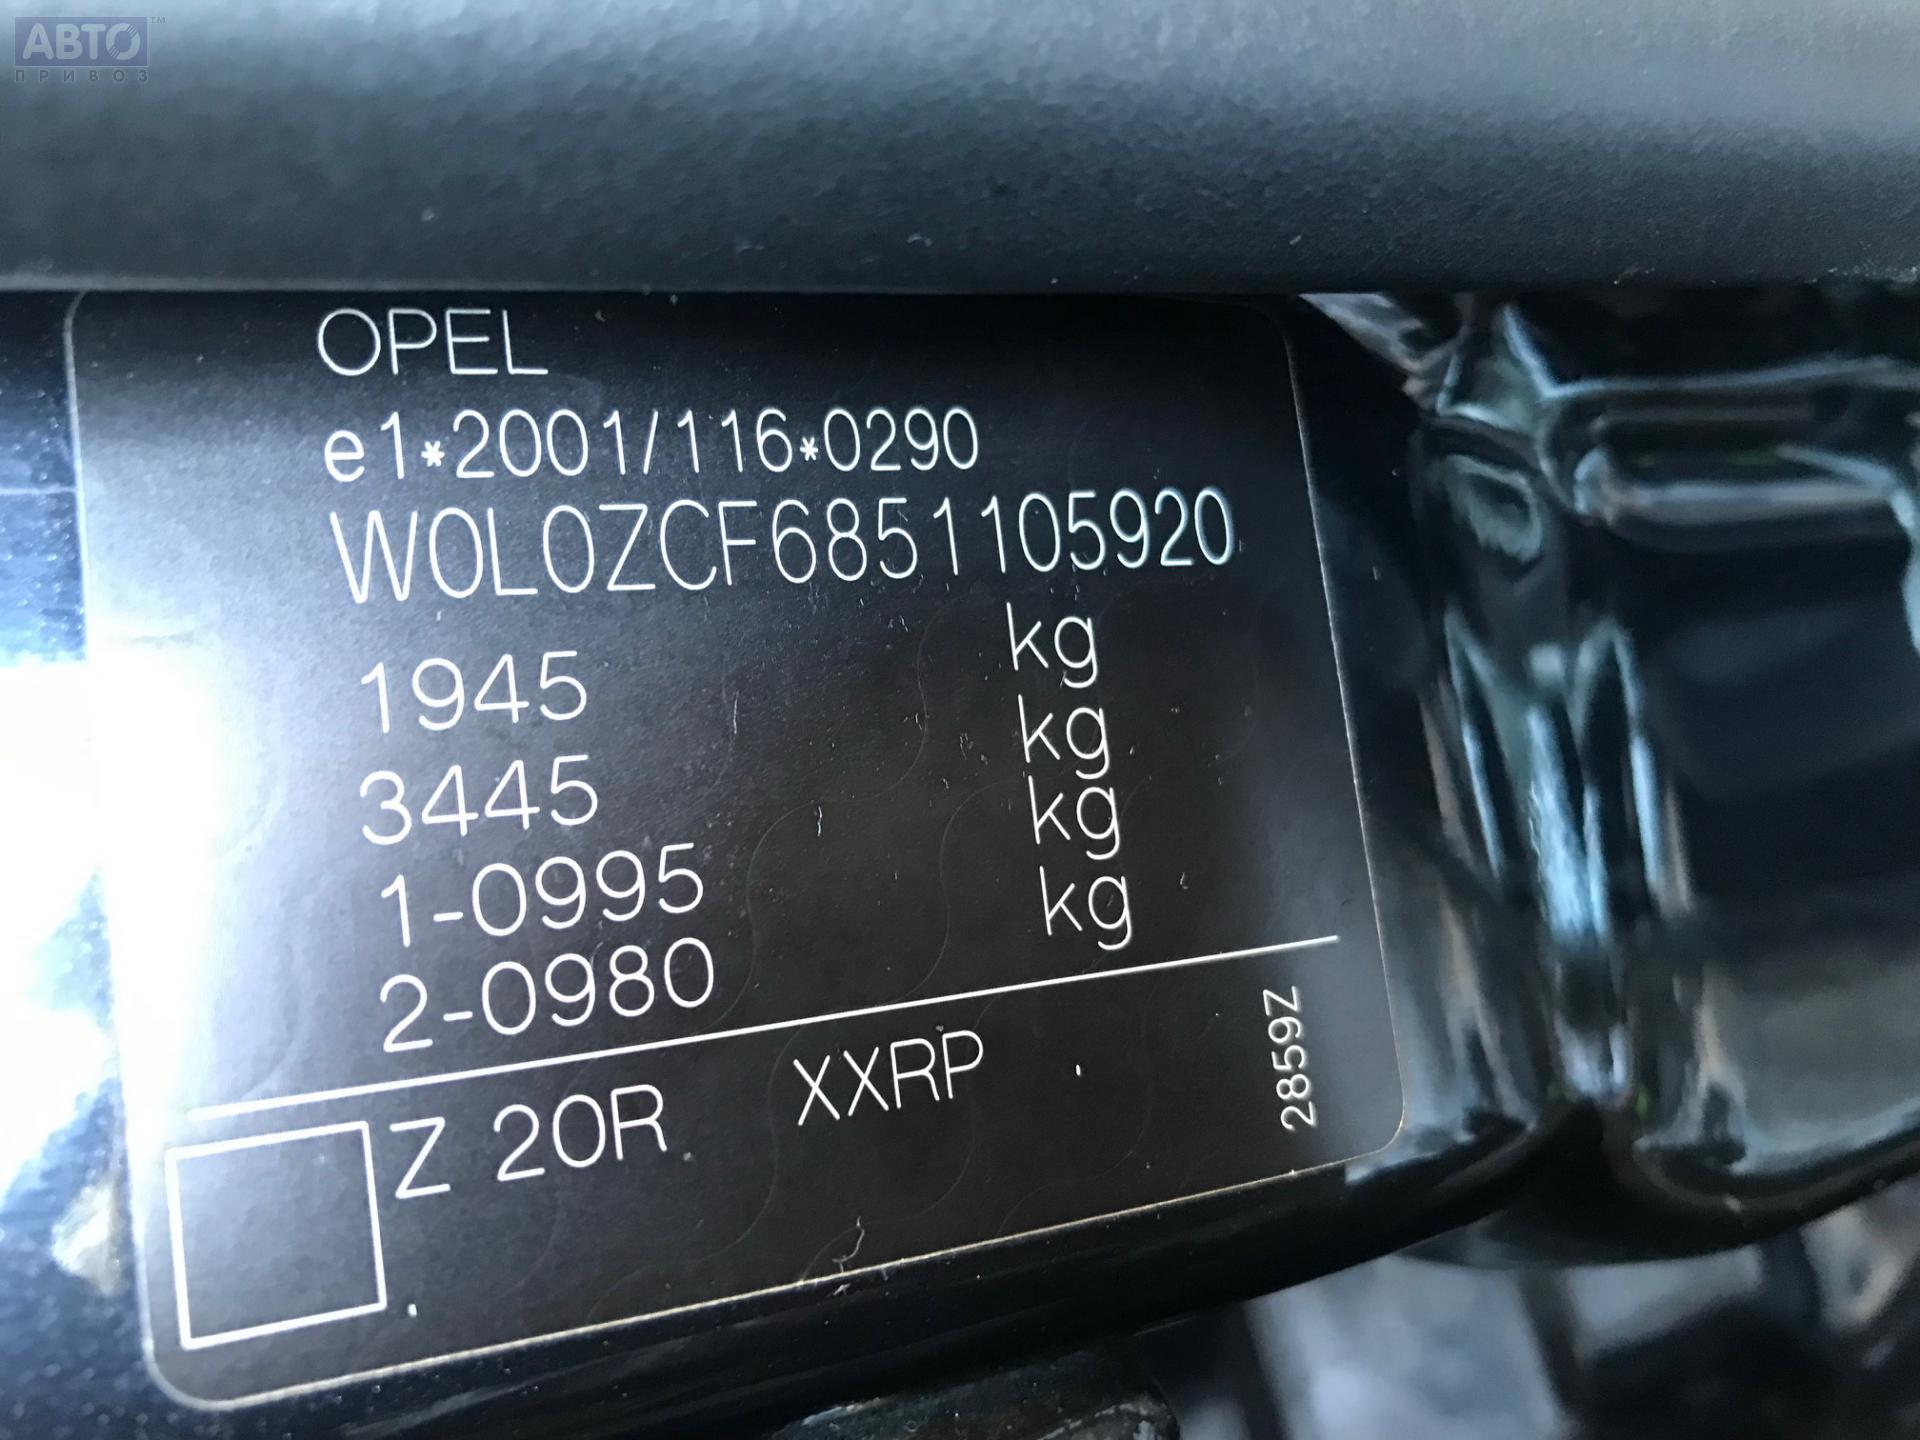 АВТО™
ПРИВОЗ
OPEL
e1*2001/116*0290
W0L0ZCF6851105920
1945 kg
3445 kg
1-0995 kg
2-0980 kg
Z 20R XXRP
2859Z